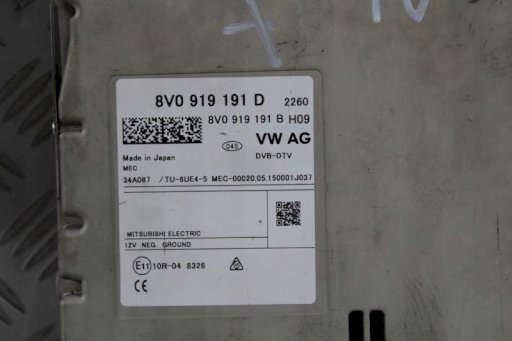 8V0 919 191 D 2260
8V0 919 191 B H09
04S VW AG
Made in Japan DVB-DTV
MEC
34A087 /TU-6UE4-5 MEC-00020.05.150001J037
MITSUBISHI ELECTRIC
12V NEG. GROUND
E11 10R-04 8326
CE